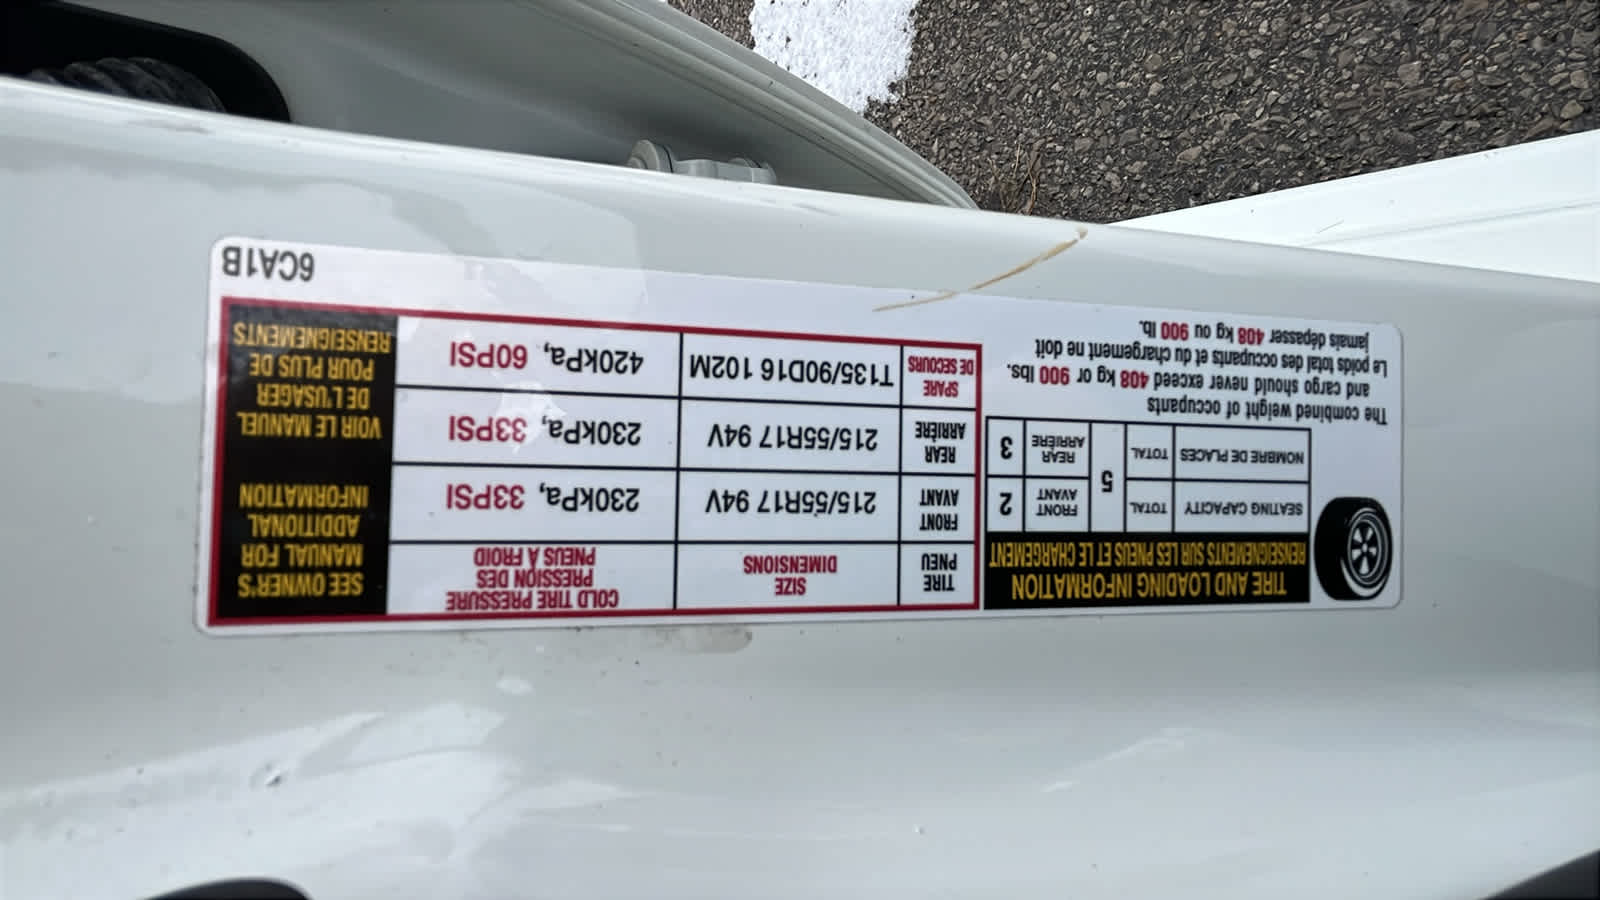 TIRE AND LOADING INFORMATION
RENSEIGNEMENTS SUR LES PNEUS ET LE CHARGEMENT
SEATING CAPACITY TOTAL 5 FRONT AVANT 2
NOMBRE DE PLACES TOTAL REAR ARRIÈRE 3
The combined weight of occupants
and cargo should never exceed 408 kg or 900 lbs.
Le poids total des occupants et du chargement ne doit
jamais dépasser 408 kg ou 900 lb.
TIRE
PNEU
SIZE
DIMENSIONS
COLD TIRE PRESSURE
PRESSION DES
PNEUS À FROID
FRONT
AVANT
215/55R17 94V
230kPa, 33PSI
REAR
ARRIÈRE
215/55R17 94V
230kPa, 33PSI
SPARE
DE SECOURS
T135/90D16 102M
420kPa, 60PSI
SEE OWNER'S
MANUAL FOR
ADDITIONAL
INFORMATION
VOIR LE MANUEL
DE L'USAGER
POUR PLUS DE
RENSEIGNEMENTS
6CA1B